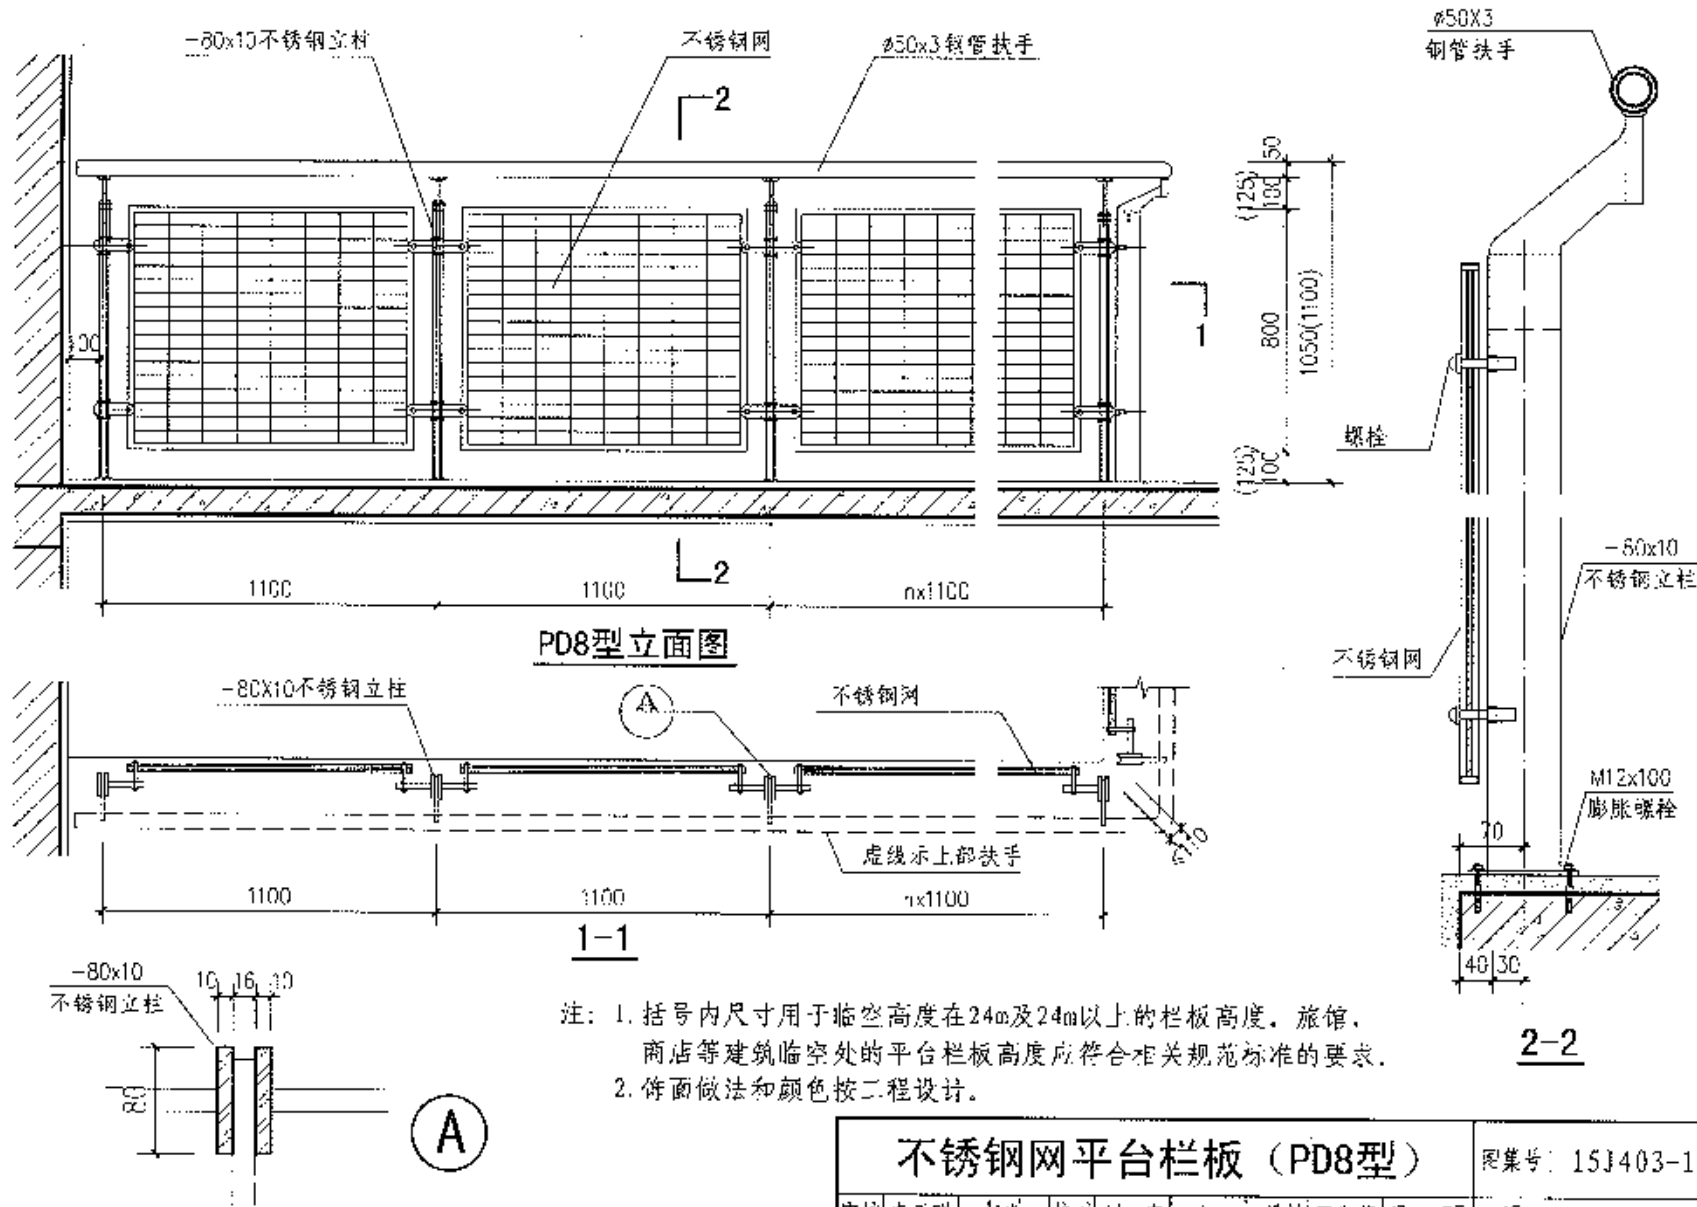 -80x10不锈钢立柱
不锈钢网
ø50x3钢管扶手
ø50X3
钢管扶手
2
50
(125)
100
800
1050(1100)
1
(125)
100
螺栓
2
1100
1100
nx1100
PD8型立面图
-60x10
不锈钢立柱
不锈钢网
-80X10不锈钢立柱
A
不锈钢网
M12x100
膨胀螺栓
70
虚线示上部扶手
1100
1100
nx1100
1-1
40 30
2-2
-80x10
不锈钢立柱
10 16 10
80
A
注: 1. 括号内尺寸用于临空高度在24m及24m以上的栏板高度。旅馆、
商店等建筑临空处的平台栏板高度应符合相关规范标准的要求.
2. 饰面做法和颜色按工程设计。
不锈钢网平台栏板（PD8型）
图集号 15J403-1